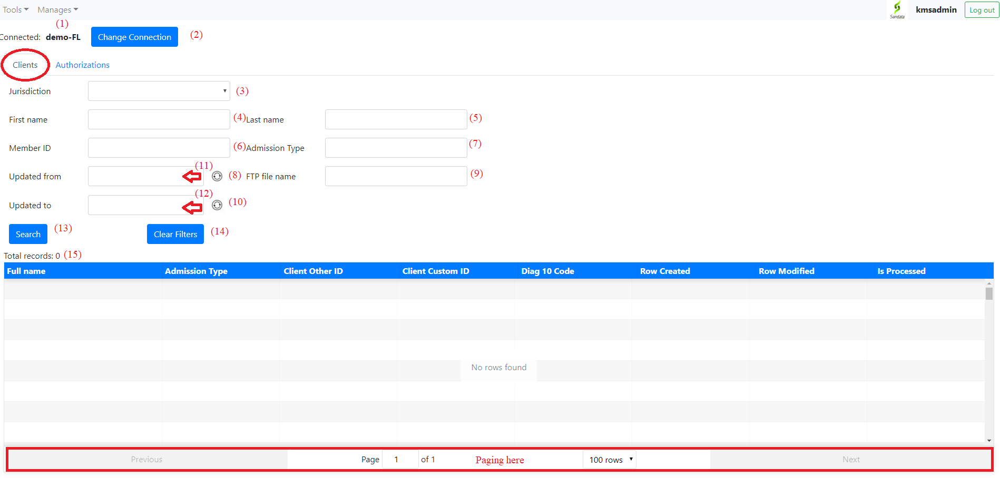 Tools Manages Sandata kmsadmin Log out
(1)
Connected: demo-FL Change Connection (2)
Clients Authorizations
Jurisdiction (3)
First name (4) Last name (5)
Member ID (6) Admission Type (7)
(11)
Updated from (8) FTP file name (9)
(12)
Updated to (10)
Search (13) Clear Filters (14)
Total records: 0 (15)
Full name Admission Type Client Other ID Client Custom ID Diag 10 Code Row Created Row Modified Is Processed
No rows found
Previous Page 1 of 1 Paging here 100 rows Next